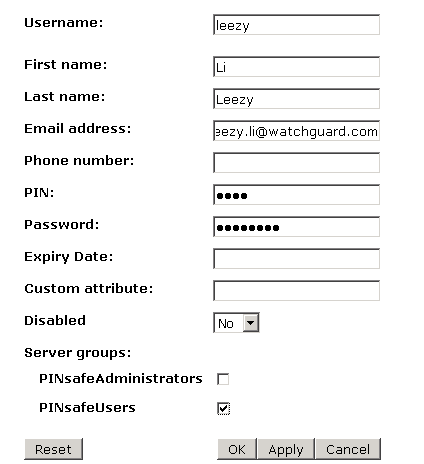 Username: leezy
First name: Li
Last name: Leezy
Email address: eezy.li@watchguard.com
Phone number:
PIN: ●●●●
Password: ●●●●●●●●
Expiry Date:
Custom attribute:
Disabled No
Server groups:
PINsafeAdministrators
PINsafeUsers
Reset OK Apply Cancel